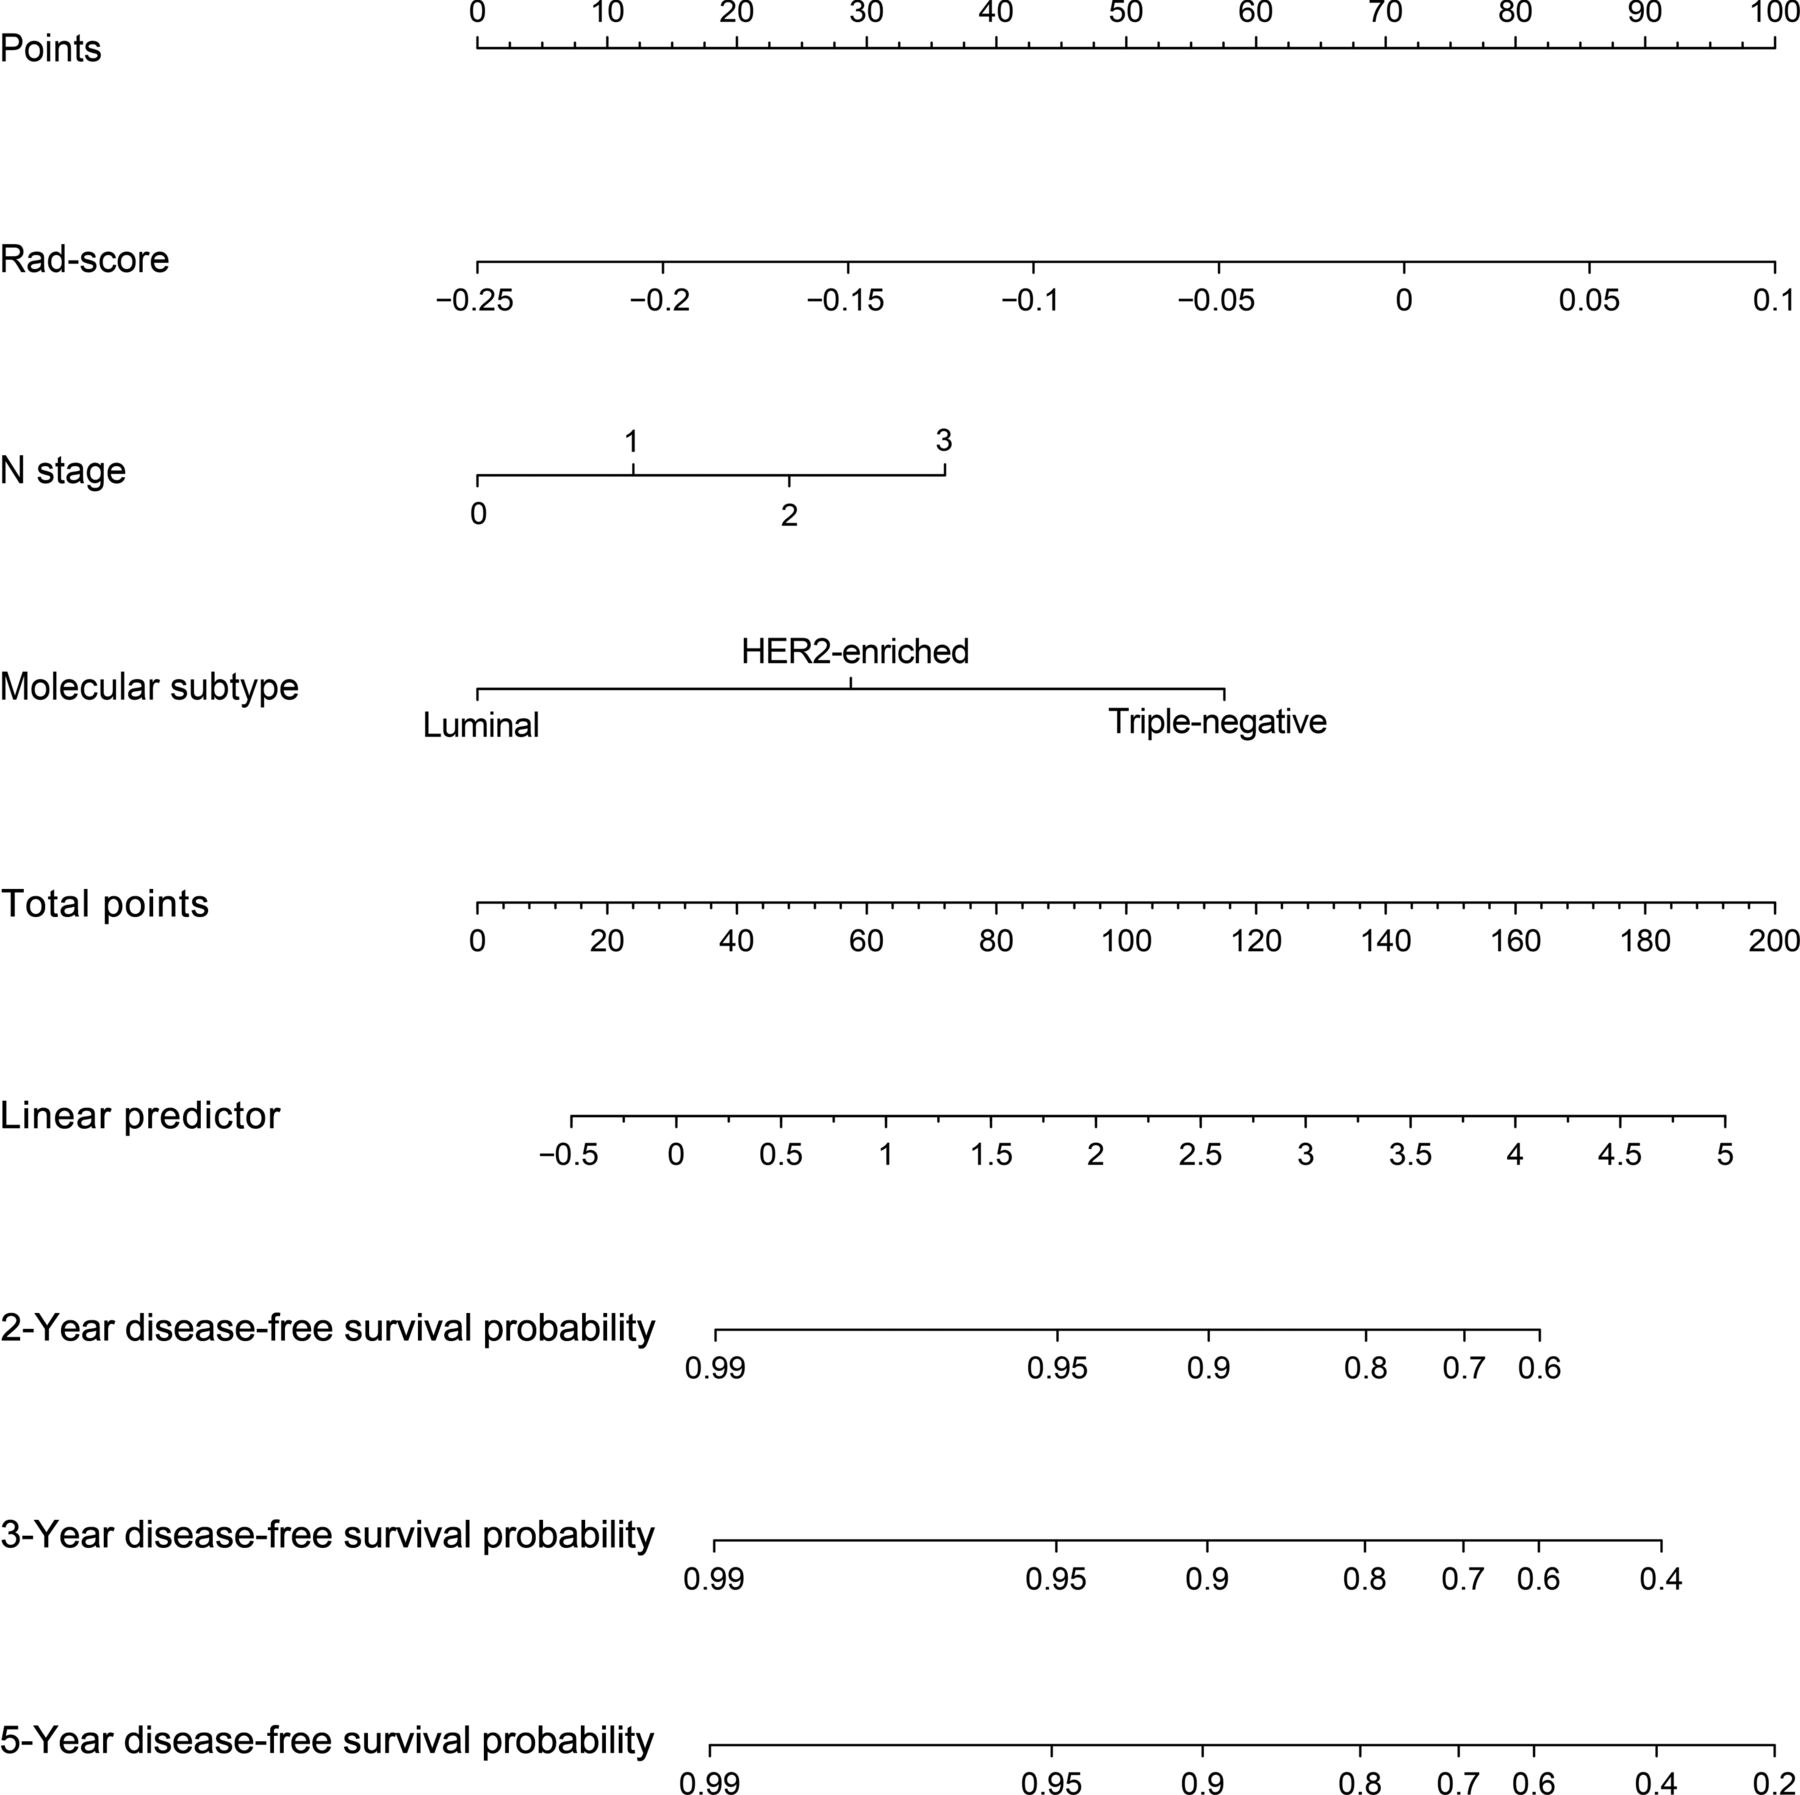 0 10 20 30 40 50 60 70 80 90 100
Points
Rad-score
−0.25 −0.2 −0.15 −0.1 −0.05 0 0.05 0.1
1 3
N stage
0 2
HER2-enriched
Molecular subtype
Luminal Triple-negative
Total points
0 20 40 60 80 100 120 140 160 180 200
Linear predictor
−0.5 0 0.5 1 1.5 2 2.5 3 3.5 4 4.5 5
2-Year disease-free survival probability
0.99 0.95 0.9 0.8 0.7 0.6
3-Year disease-free survival probability
0.99 0.95 0.9 0.8 0.7 0.6 0.4
5-Year disease-free survival probability
0.99 0.95 0.9 0.8 0.7 0.6 0.4 0.2